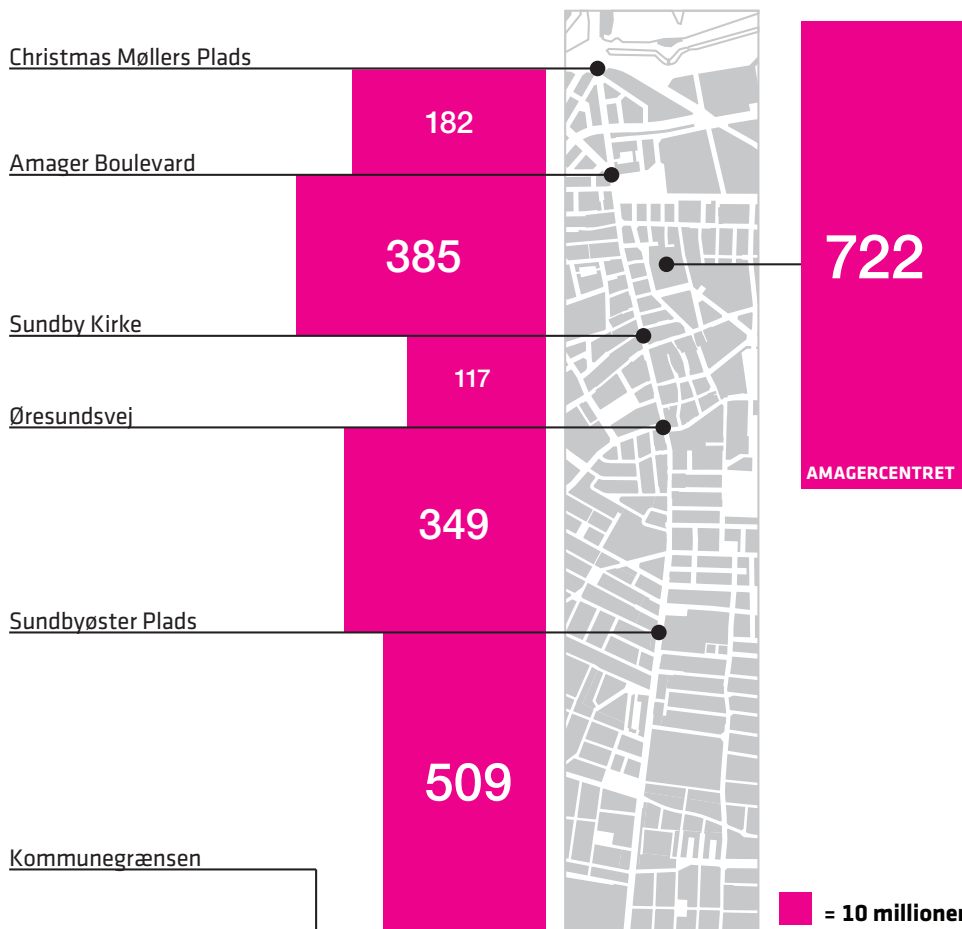 Christmas Møllers Plads
182
Amager Boulevard
385
722
Sundby Kirke
117
Øresundsvej
AMAGERCENTRET
349
Sundbyøster Plads
509
Kommunegrænsen
= 10 millioner